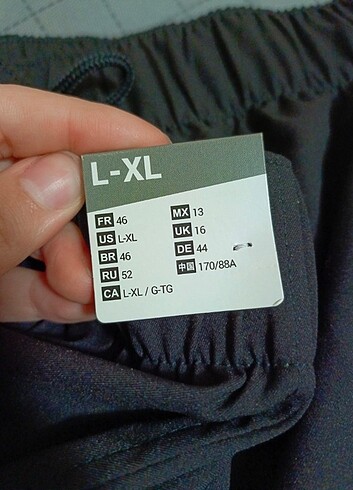 L-XL
FR 46 MX 13
US L-XL UK 16
BR 46 DE 44
RU 52 中国 170/88A
CA L-XL / G-TG